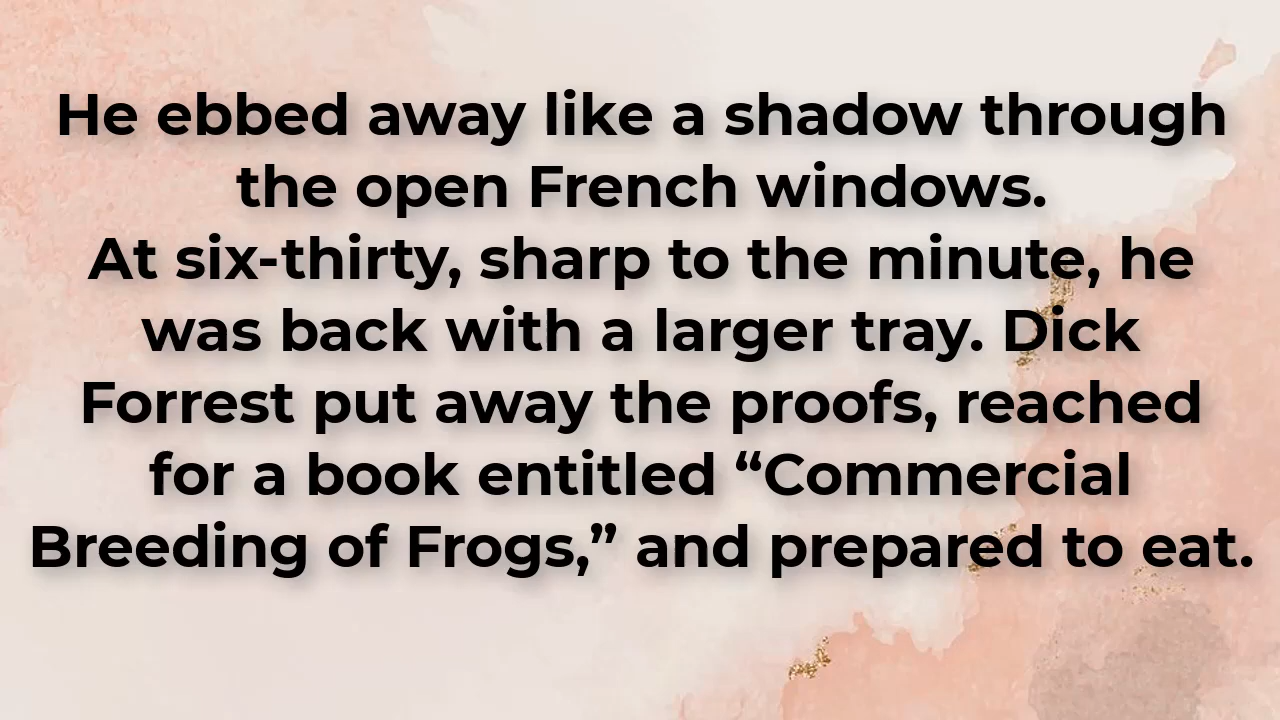 He ebbed away like a shadow through
the open French windows.
At six-thirty, sharp to the minute, he
was back with a larger tray. Dick
Forrest put away the proofs, reached
for a book entitled “Commercial
Breeding of Frogs,” and prepared to eat.